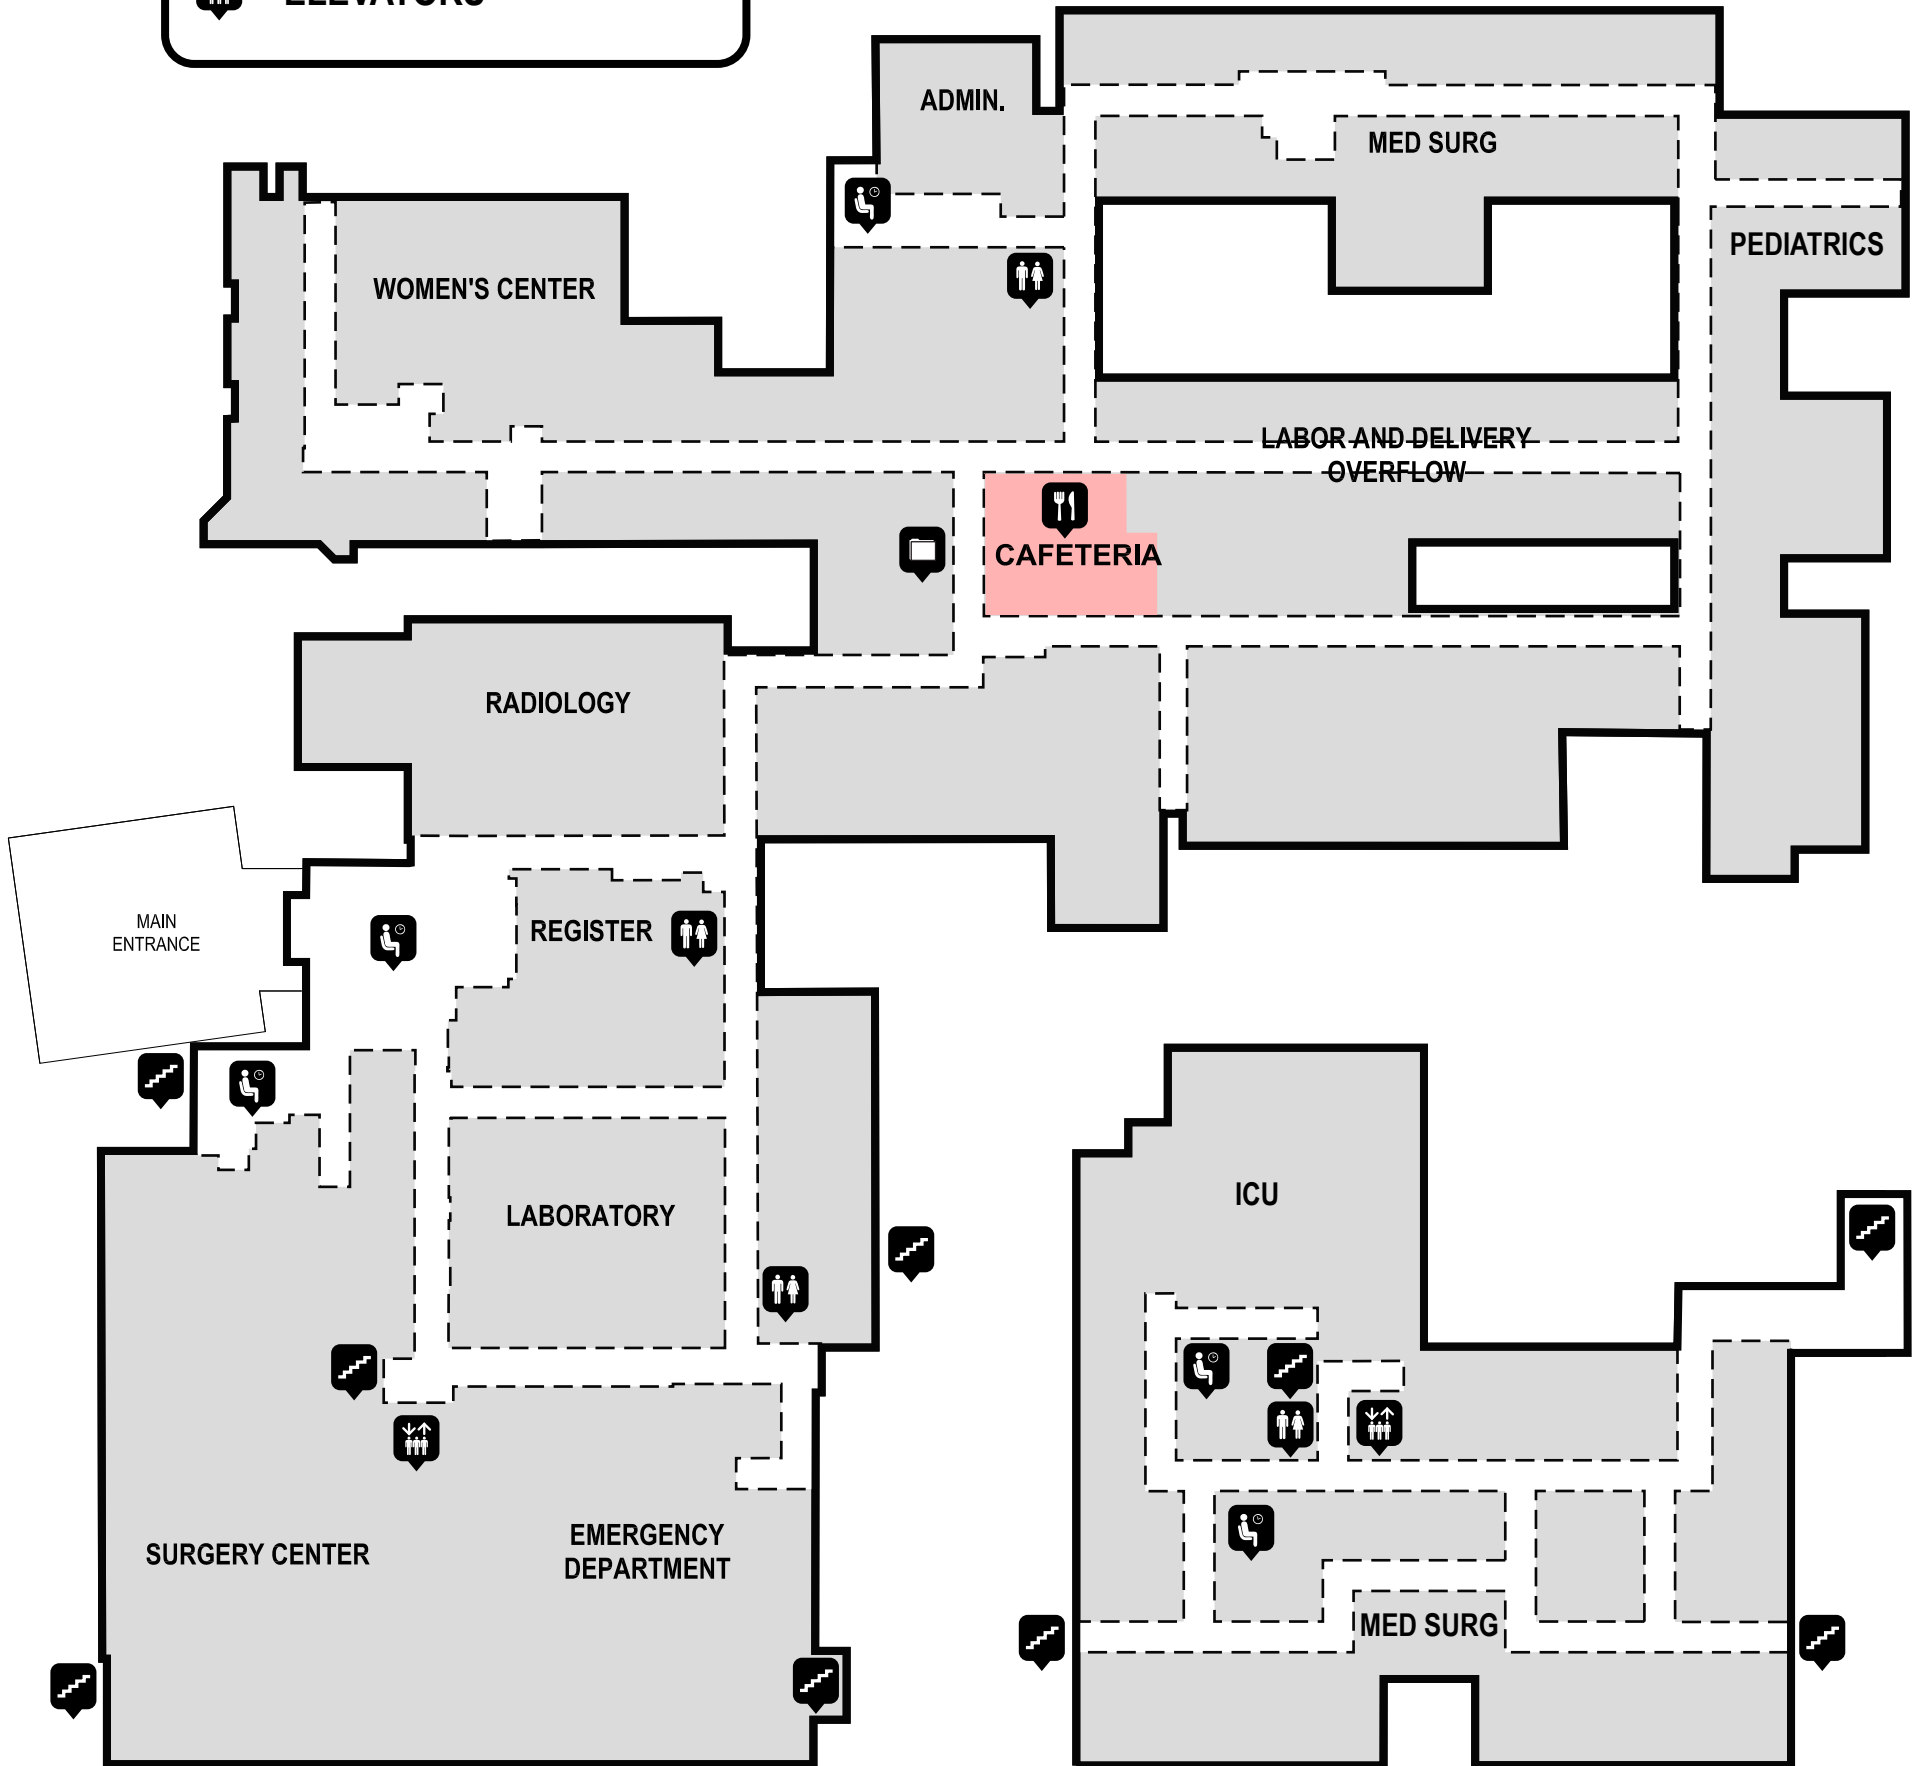 ELEVATORS
ADMIN.
MED SURG
PEDIATRICS
WOMEN'S CENTER
LABOR AND DELIVERY
OVERFLOW
CAFETERIA
RADIOLOGY
MAIN
ENTRANCE
REGISTER
ICU
LABORATORY
EMERGENCY
DEPARTMENT
SURGERY CENTER
MED SURG